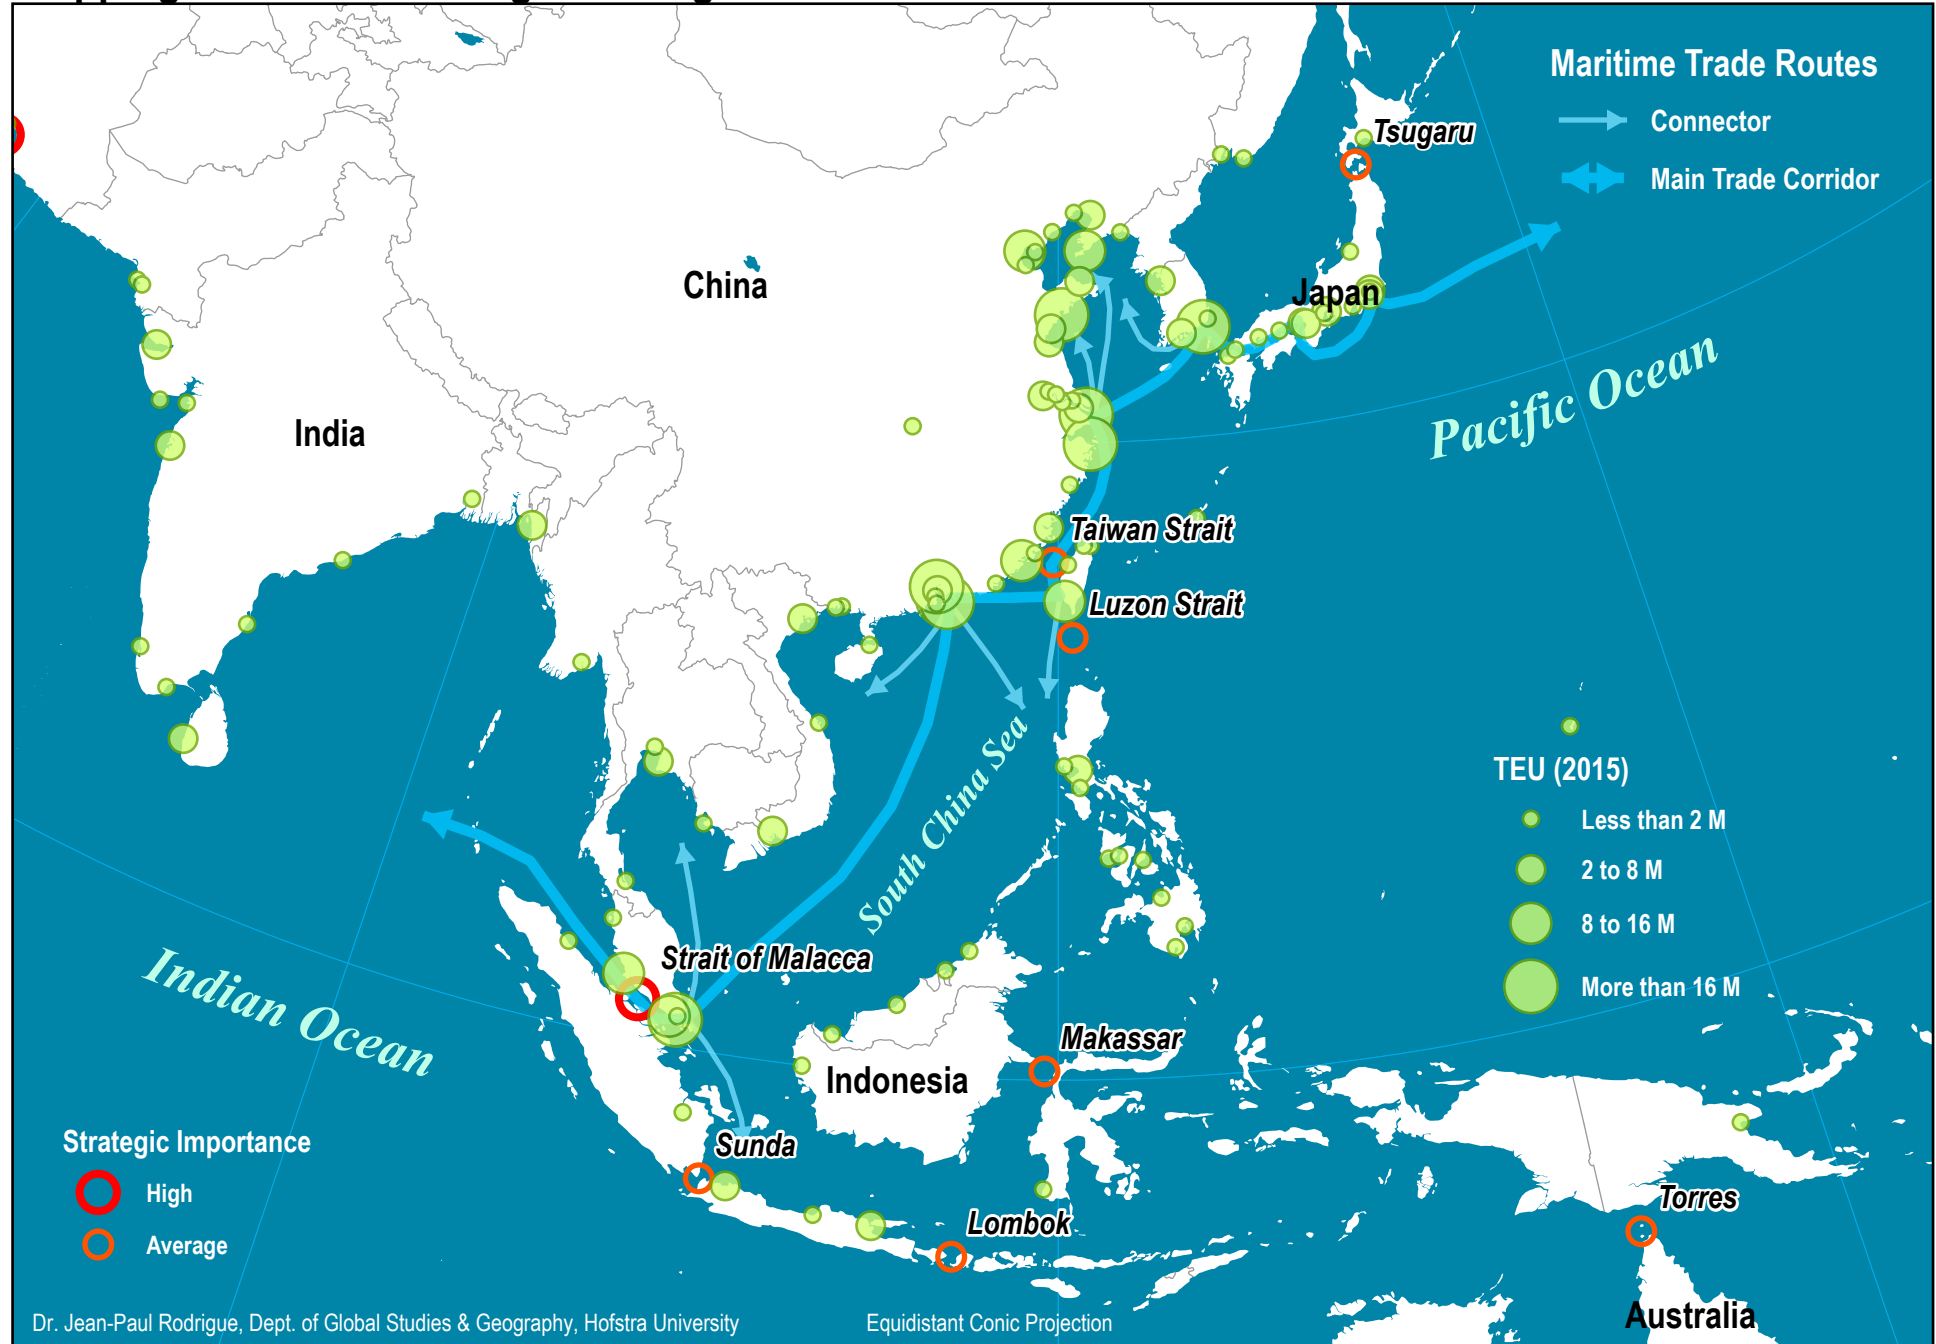 Maritime Trade Routes
Connector
Main Trade Corridor
Tsugaru
China
Japan
India
Pacific Ocean
Taiwan Strait
Luzon Strait
South China Sea
TEU (2015)
Less than 2 M
2 to 8 M
8 to 16 M
More than 16 M
Strait of Malacca
Indian Ocean
Makassar
Indonesia
Strategic Importance
High
Average
Sunda
Lombok
Torres
Australia
Dr. Jean-Paul Rodrigue, Dept. of Global Studies & Geography, Hofstra University
Equidistant Conic Projection